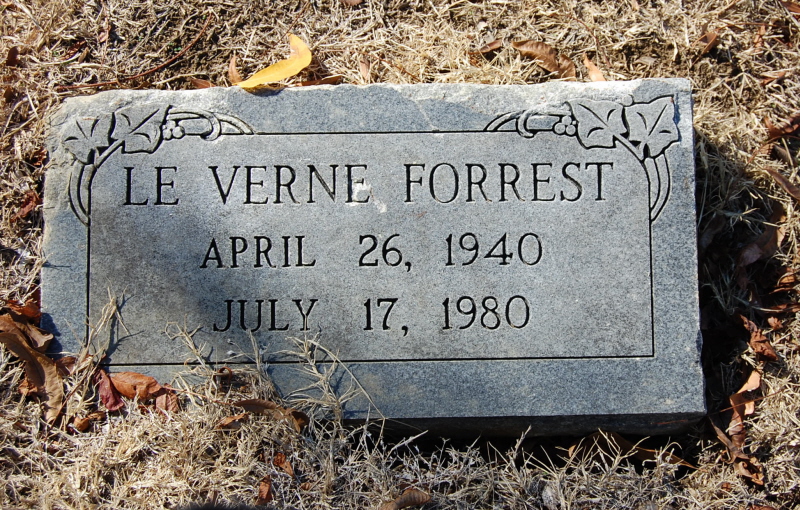 LE VERNE FORREST
APRIL 26, 1940
JULY 17, 1980